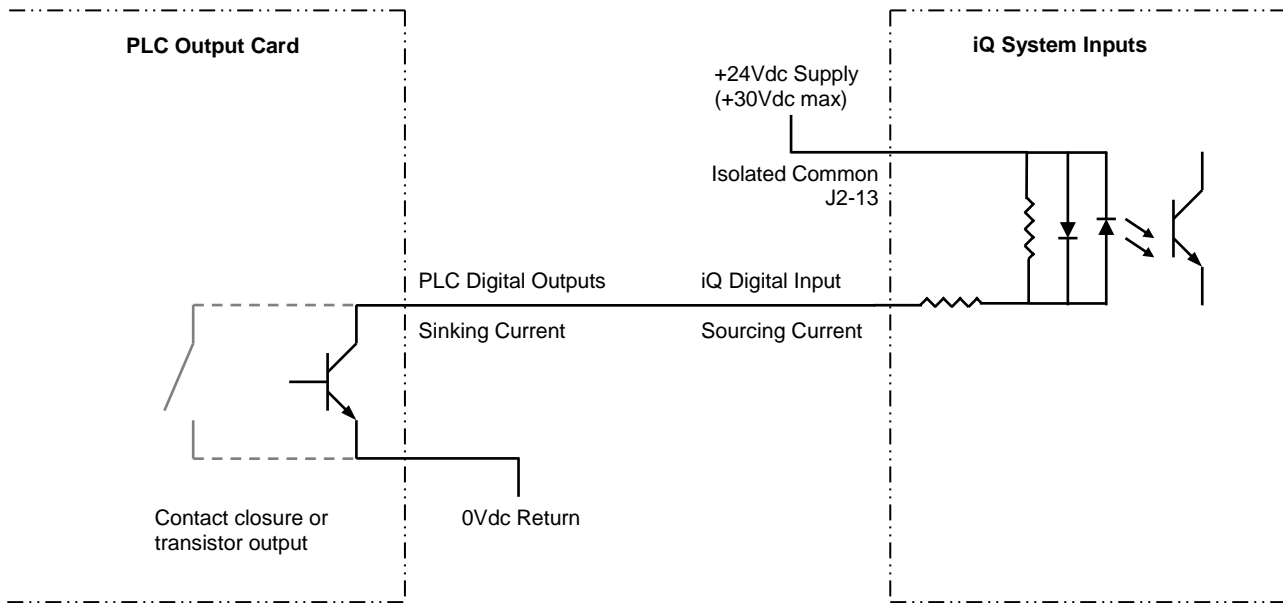 PLC Output Card
iQ System Inputs
+24Vdc Supply
(+30Vdc max)
Isolated Common
J2-13
PLC Digital Outputs
iQ Digital Input
Sinking Current
Sourcing Current
Contact closure or
transistor output
0Vdc Return